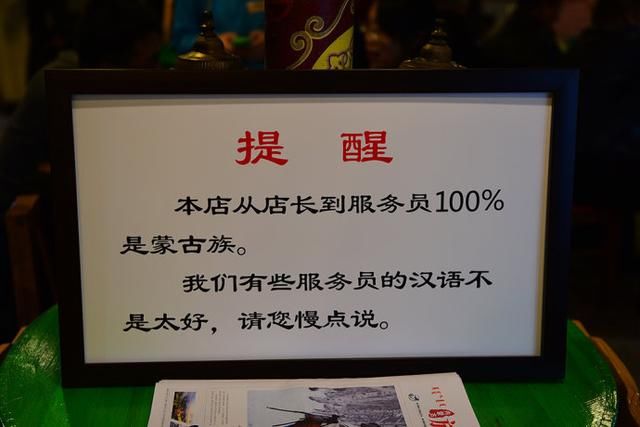 提 醒
本店从店长到服务员100%
是蒙古族。
我们有些服务员的汉语不
是太好，请您慢点说。